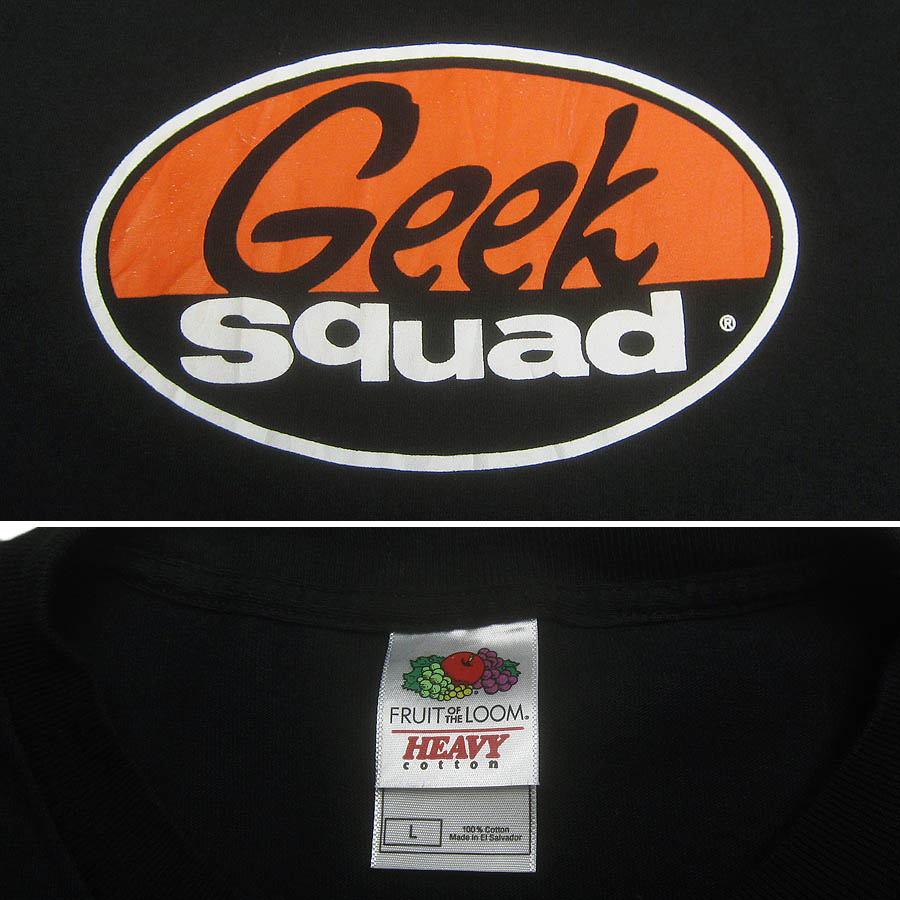 Geek
Squad ®
FRUIT OF THE LOOM®
HEAVY
cotton
L
100% Cotton
Made in El Salvador